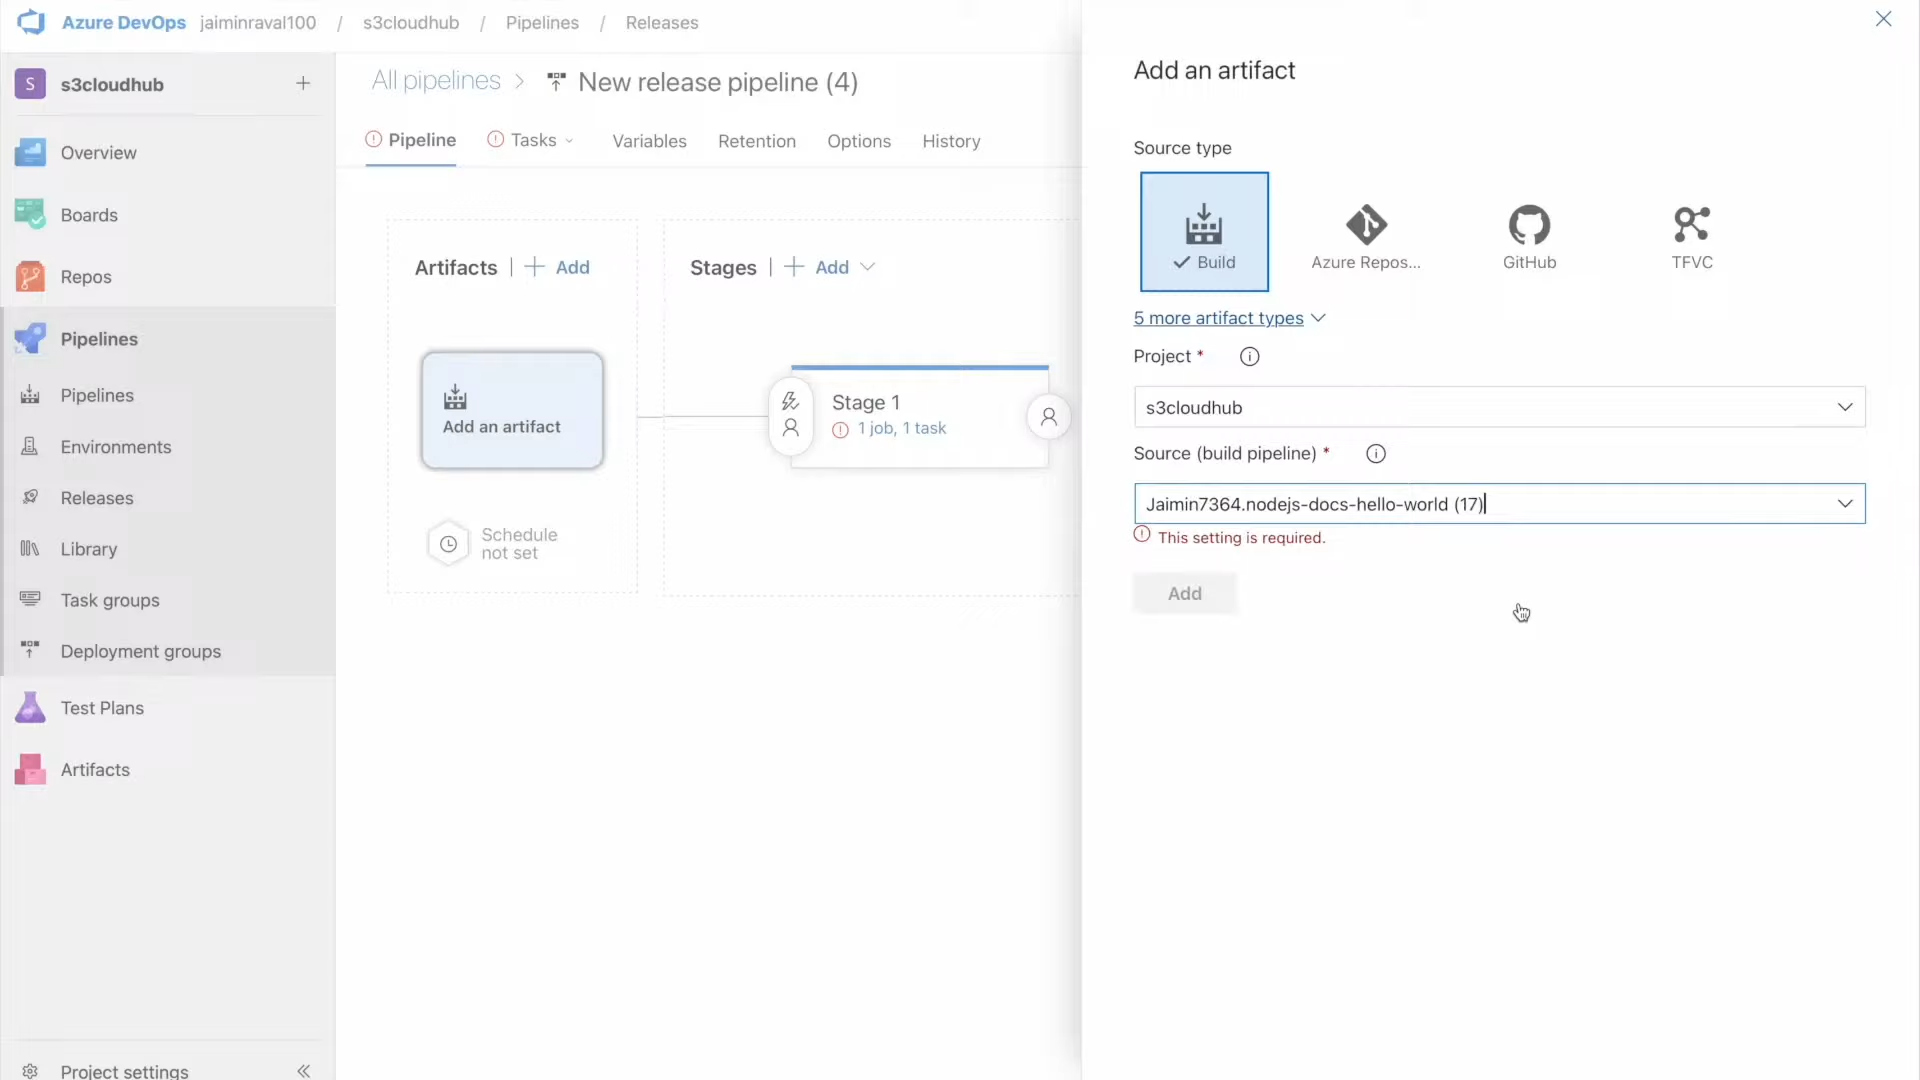 Azure DevOps jaiminraval100 / s3cloudhub / Pipelines / Releases
S s3cloudhub
Overview
Boards
Repos
Pipelines
Pipelines
Environments
Releases
Library
Task groups
Deployment groups
Test Plans
Artifacts
Project settings
All pipelines > New release pipeline (4)
Pipeline Tasks Variables Retention Options History
Artifacts | + Add
Add an artifact
Schedule
not set
Stages | + Add
Stage 1
1 job, 1 task
Add an artifact
Source type
Build
Azure Repos...
GitHub
TFVC
5 more artifact types
Project *
s3cloudhub
Source (build pipeline) *
Jaimin7364.nodejs-docs-hello-world (17)
This setting is required.
Add